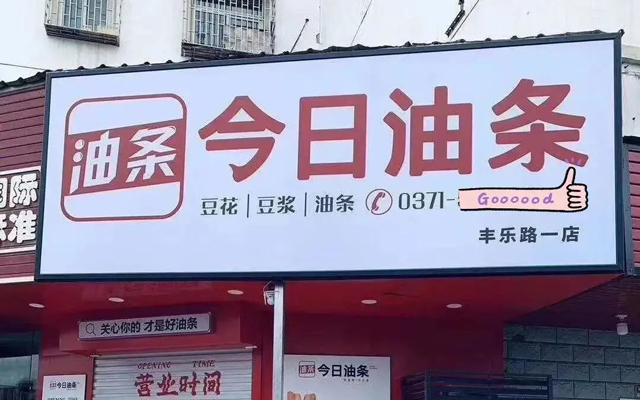 油条
今日油条
豆花 | 豆浆 | 油条 0371-
Goooood
丰乐路一店
国际
标准
关心你的 才是好油条
OPENING TIME
营业时间
油条 今日油条
今日油条